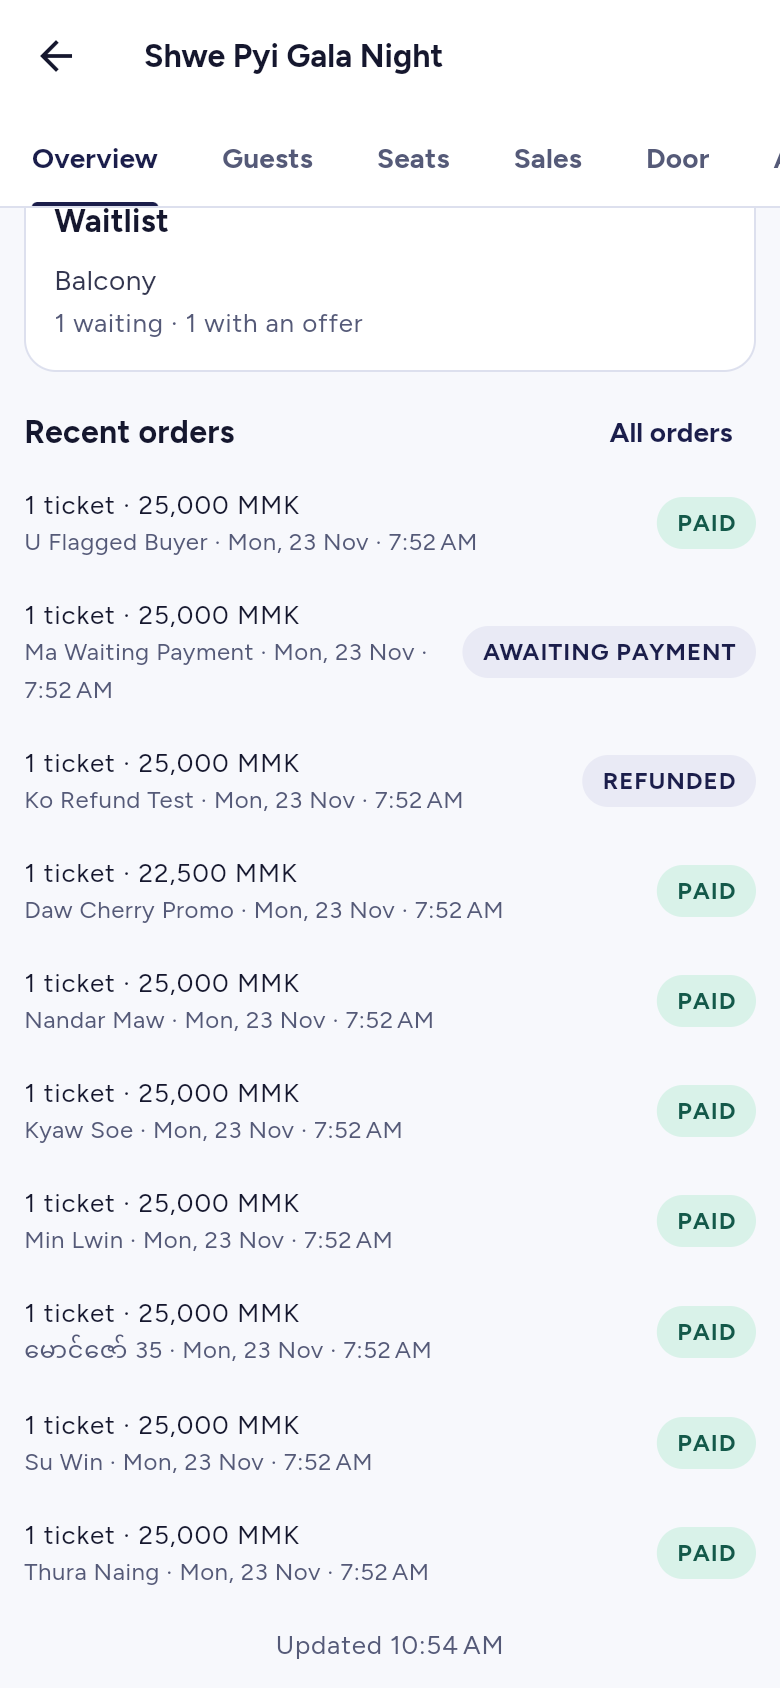 Shwe Pyi Gala Night
Overview Guests Seats Sales Door
Waitlist
Balcony
1 waiting · 1 with an offer
Recent orders All orders
1 ticket · 25,000 MMK
U Flagged Buyer · Mon, 23 Nov · 7:52 AM
PAID
1 ticket · 25,000 MMK
Ma Waiting Payment · Mon, 23 Nov ·
7:52 AM
AWAITING PAYMENT
1 ticket · 25,000 MMK
Ko Refund Test · Mon, 23 Nov · 7:52 AM
REFUNDED
1 ticket · 22,500 MMK
Daw Cherry Promo · Mon, 23 Nov · 7:52 AM
PAID
1 ticket · 25,000 MMK
Nandar Maw · Mon, 23 Nov · 7:52 AM
PAID
1 ticket · 25,000 MMK
Kyaw Soe · Mon, 23 Nov · 7:52 AM
PAID
1 ticket · 25,000 MMK
Min Lwin · Mon, 23 Nov · 7:52 AM
PAID
1 ticket · 25,000 MMK
မောင်ဇော် 35 · Mon, 23 Nov · 7:52 AM
PAID
1 ticket · 25,000 MMK
Su Win · Mon, 23 Nov · 7:52 AM
PAID
1 ticket · 25,000 MMK
Thura Naing · Mon, 23 Nov · 7:52 AM
PAID
Updated 10:54 AM